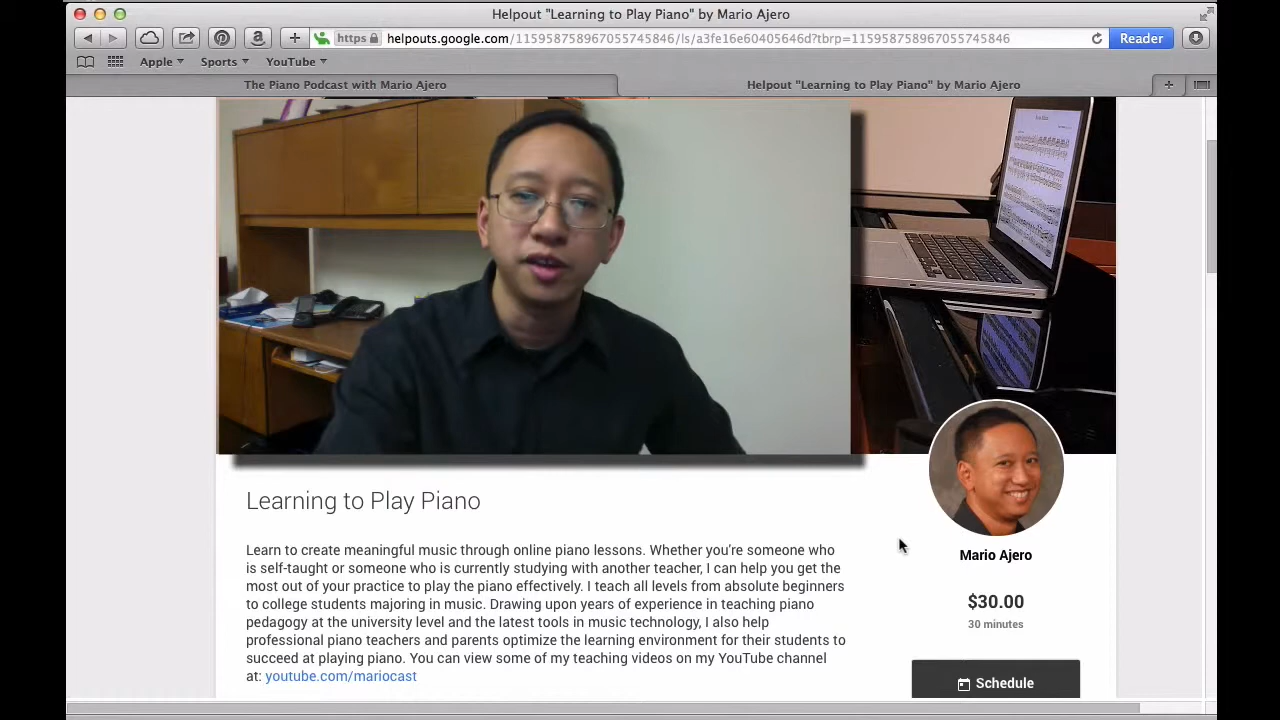 Helpout "Learning to Play Piano" by Mario Ajero
https helpouts.google.com/115958758967055745846/ls/a3fe16e60405646d?tbrp=115958758967055745846 Reader
Apple Sports YouTube
The Piano Podcast with Mario Ajero Helpout "Learning to Play Piano" by Mario Ajero
Learning to Play Piano
Learn to create meaningful music through online piano lessons. Whether you're someone who
is self-taught or someone who is currently studying with another teacher, I can help you get the
most out of your practice to play the piano effectively. I teach all levels from absolute beginners
to college students majoring in music. Drawing upon years of experience in teaching piano
pedagogy at the university level and the latest tools in music technology, I also help
professional piano teachers and parents optimize the learning environment for their students to
succeed at playing piano. You can view some of my teaching videos on my YouTube channel
at: youtube.com/mariocast
Mario Ajero
$30.00
30 minutes
Schedule